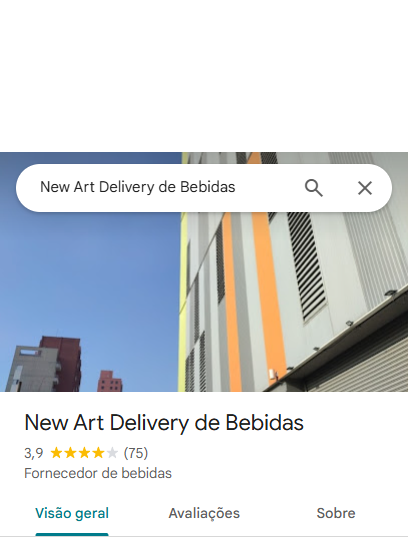 New Art Delivery de Bebidas
New Art Delivery de Bebidas
3,9 (75)
Fornecedor de bebidas
Visão geral Avaliações Sobre